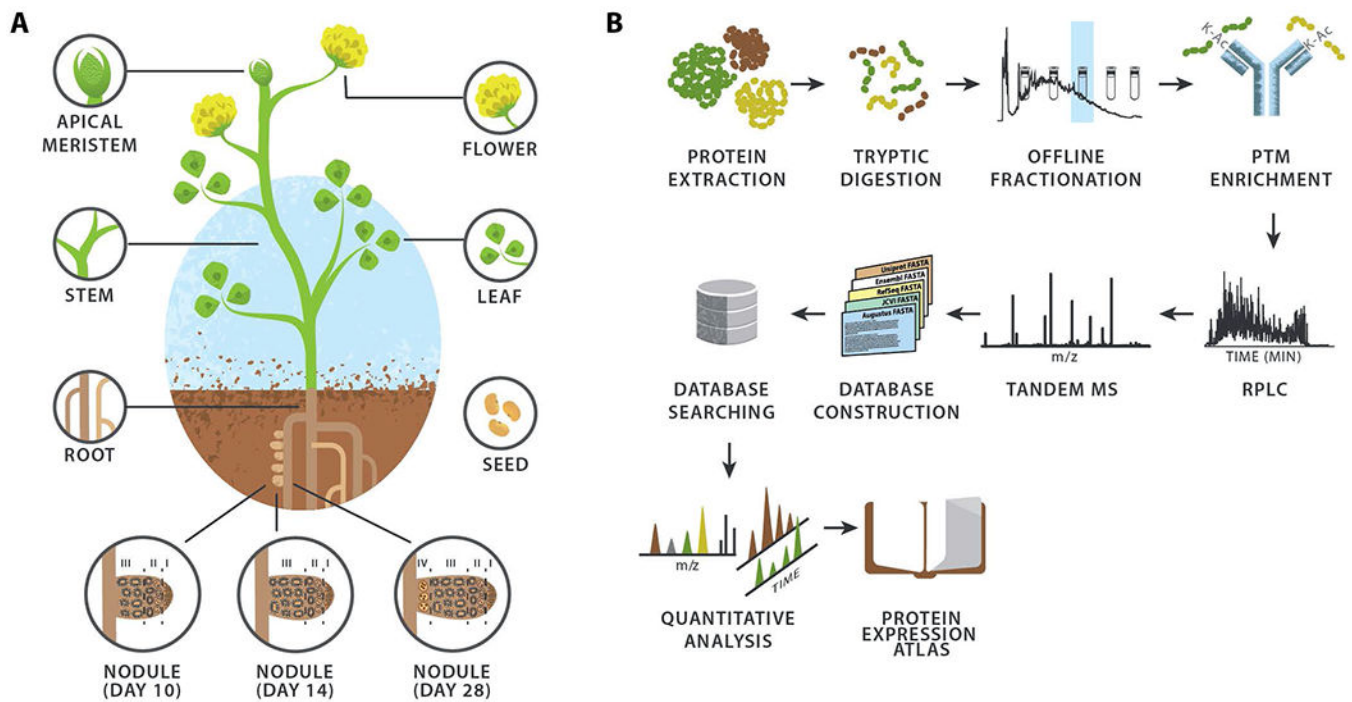 A
APICAL
MERISTEM
FLOWER
STEM
LEAF
ROOT
SEED
III II I
III II I
IV III II I
NODULE
(DAY 10)
NODULE
(DAY 14)
NODULE
(DAY 28)
B
K-Ac
K-Ac
PROTEIN
EXTRACTION
TRYPTIC
DIGESTION
OFFLINE
FRACTIONATION
PTM
ENRICHMENT
Uniprot FASTA
Ensembl FASTA
RefSeq FASTA
JCVI FASTA
Augustus FASTA
m/z
TIME (MIN)
DATABASE
SEARCHING
DATABASE
CONSTRUCTION
TANDEM MS
RPLC
m/z
TIME
QUANTITATIVE
ANALYSIS
PROTEIN
EXPRESSION
ATLAS